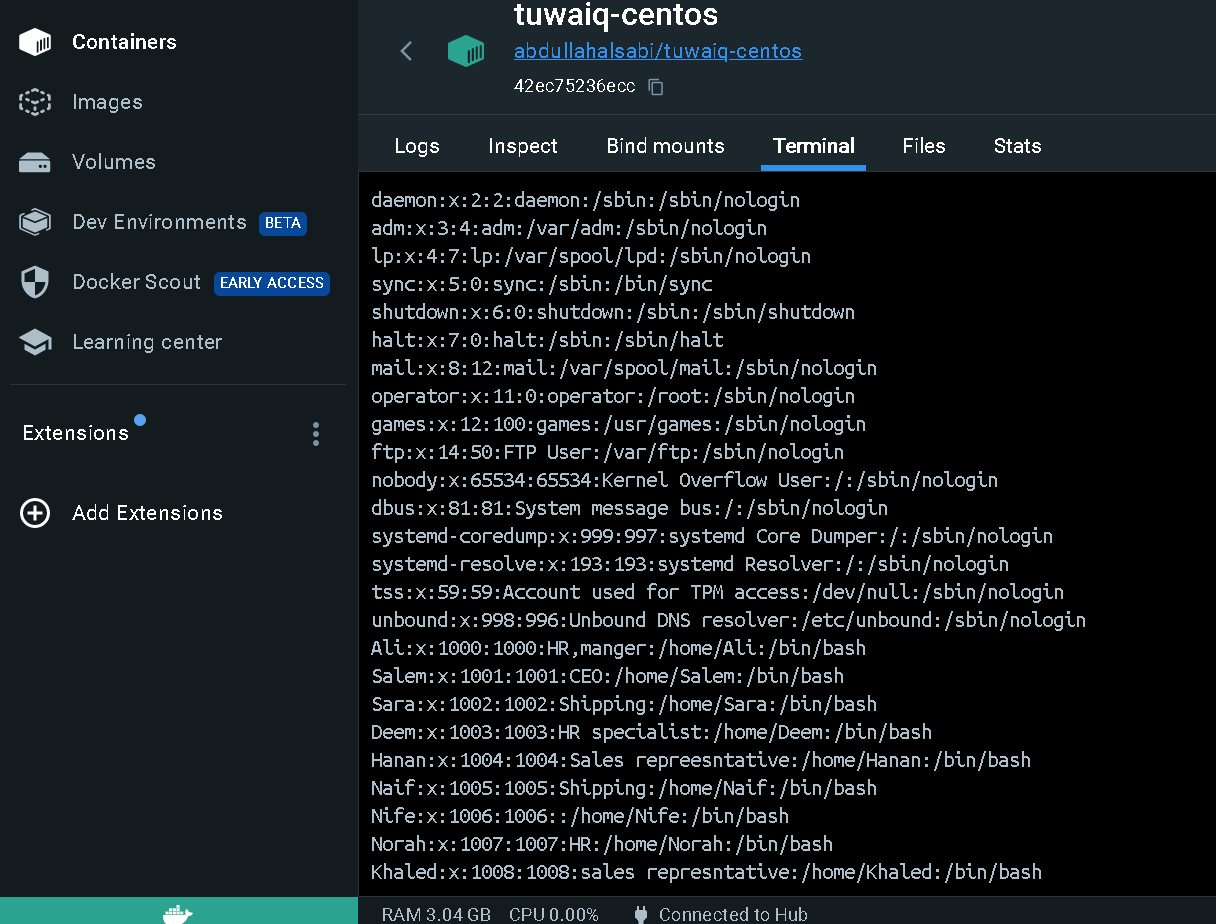 Containers
Images
Volumes
Dev Environments BETA
Docker Scout EARLY ACCESS
Learning center
Extensions
Add Extensions
tuwaiq-centos
abdullahalsabi/tuwaiq-centos
42ec75236ecc
Logs Inspect Bind mounts Terminal Files Stats
daemon:x:2:2:daemon:/sbin:/sbin/nologin
adm:x:3:4:adm:/var/adm:/sbin/nologin
lp:x:4:7:lp:/var/spool/lpd:/sbin/nologin
sync:x:5:0:sync:/sbin:/bin/sync
shutdown:x:6:0:shutdown:/sbin:/sbin/shutdown
halt:x:7:0:halt:/sbin:/sbin/halt
mail:x:8:12:mail:/var/spool/mail:/sbin/nologin
operator:x:11:0:operator:/root:/sbin/nologin
games:x:12:100:games:/usr/games:/sbin/nologin
ftp:x:14:50:FTP User:/var/ftp:/sbin/nologin
nobody:x:65534:65534:Kernel Overflow User:/:/sbin/nologin
dbus:x:81:81:System message bus:/:/sbin/nologin
systemd-coredump:x:999:997:systemd Core Dumper:/:/sbin/nologin
systemd-resolve:x:193:193:systemd Resolver:/:/sbin/nologin
tss:x:59:59:Account used for TPM access:/dev/null:/sbin/nologin
unbound:x:998:996:Unbound DNS resolver:/etc/unbound:/sbin/nologin
Ali:x:1000:1000:HR,manger:/home/Ali:/bin/bash
Salem:x:1001:1001:CEO:/home/Salem:/bin/bash
Sara:x:1002:1002:Shipping:/home/Sara:/bin/bash
Deem:x:1003:1003:HR specialist:/home/Deem:/bin/bash
Hanan:x:1004:1004:Sales repreesntative:/home/Hanan:/bin/bash
Naif:x:1005:1005:Shipping:/home/Naif:/bin/bash
Nife:x:1006:1006::/home/Nife:/bin/bash
Norah:x:1007:1007:HR:/home/Norah:/bin/bash
Khaled:x:1008:1008:sales represntative:/home/Khaled:/bin/bash
RAM 3.04 GB CPU 0.00% Connected to Hub